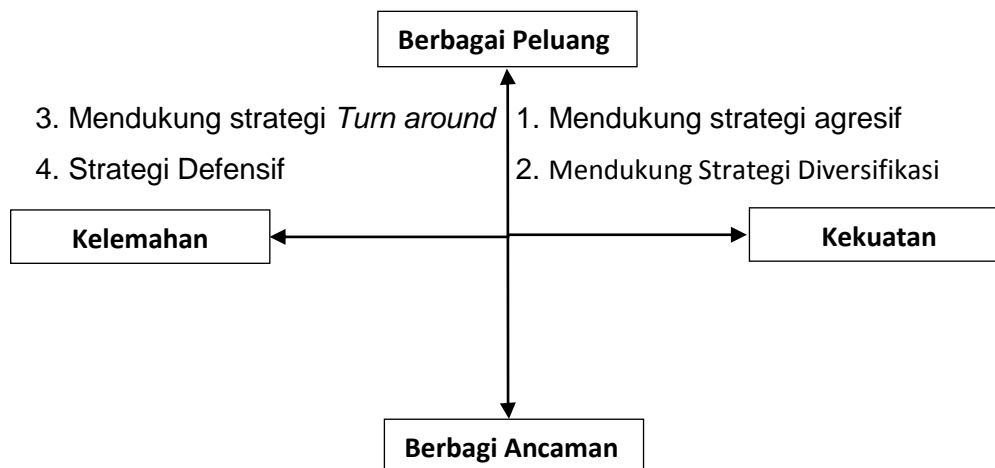 Berbagai Peluang
3. Mendukung strategi Turn around
1. Mendukung strategi agresif
4. Strategi Defensif
2. Mendukung Strategi Diversifikasi
Kelemahan
Kekuatan
Berbagi Ancaman